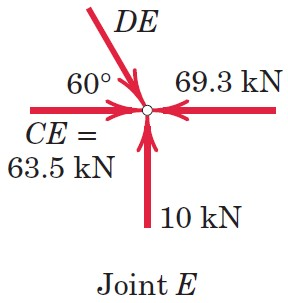 DE
60°
69.3 kN
CE =
63.5 kN
10 kN
Joint E